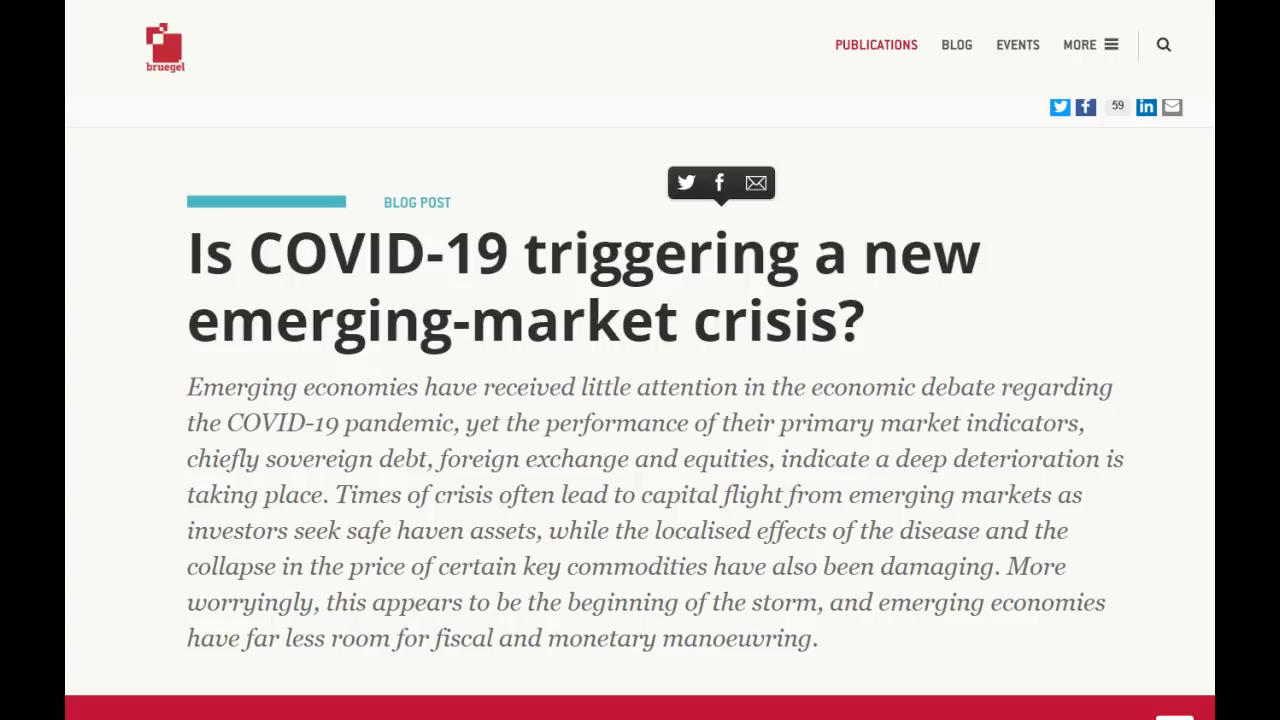 bruegel
PUBLICATIONS BLOG EVENTS MORE
59
BLOG POST
Is COVID-19 triggering a new
emerging-market crisis?
Emerging economies have received little attention in the economic debate regarding
the COVID-19 pandemic, yet the performance of their primary market indicators,
chiefly sovereign debt, foreign exchange and equities, indicate a deep deterioration is
taking place. Times of crisis often lead to capital flight from emerging markets as
investors seek safe haven assets, while the localised effects of the disease and the
collapse in the price of certain key commodities have also been damaging. More
worryingly, this appears to be the beginning of the storm, and emerging economies
have far less room for fiscal and monetary manoeuvring.